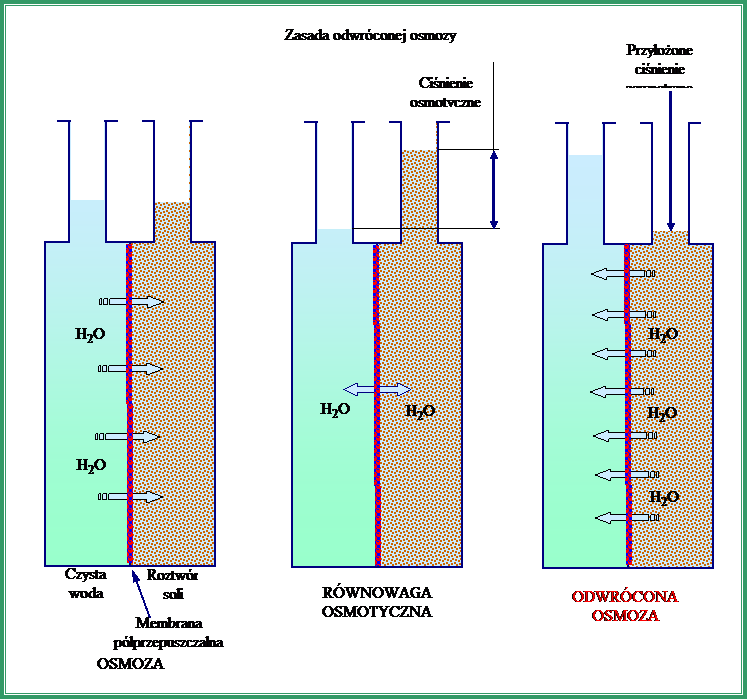 Zasada odwróconej osmozy
Ciśnienie
osmotyczne
Przyłożone
ciśnienie
H2O
H2O
H2O
H2O
H2O
H2O
H2O
Czysta
woda
Roztwór
soli
Membrana
półprzepuszczalna
OSMOZA
RÓWNOWAGA
OSMOTYCZNA
ODWRÓCONA
OSMOZA